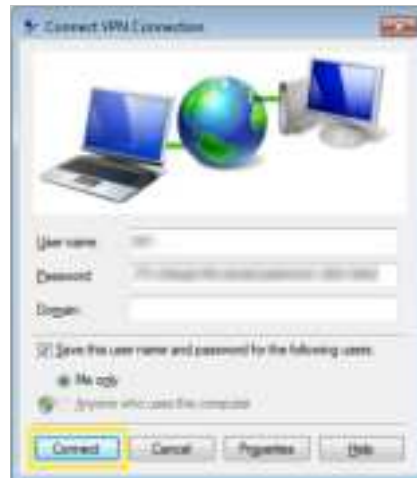 Connect VPN Connection
User name:
Password:
Domain:
Save this user name and password for the following users:
Me only
Anyone who uses this computer
Connect Cancel Properties Help